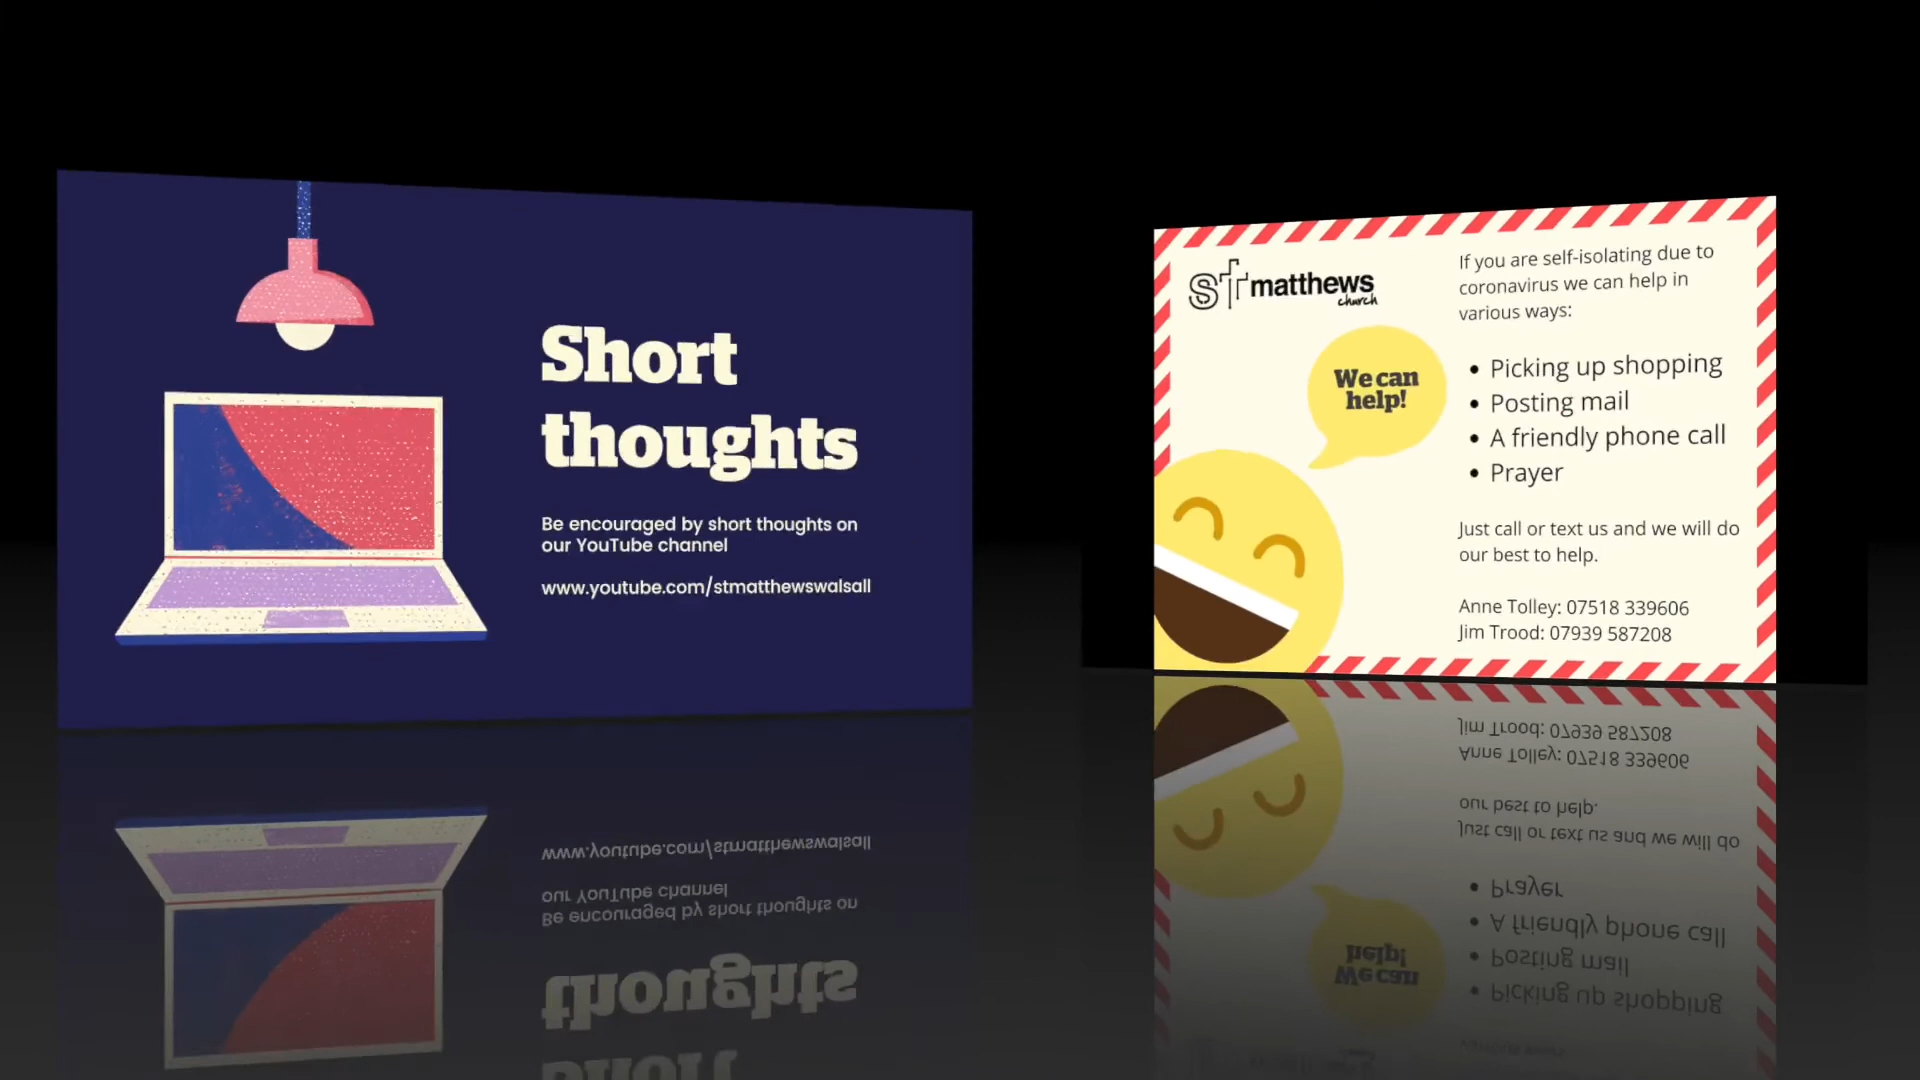 Short
thoughts
Be encouraged by short thoughts on
our YouTube channel
www.youtube.com/stmatthewswalsall
st matthews
church
We can
help!
If you are self-isolating due to
coronavirus we can help in
various ways:
• Picking up shopping
• Posting mail
• A friendly phone call
• Prayer
Just call or text us and we will do
our best to help.
Anne Tolley: 07518 339606
Jim Trood: 07939 587208